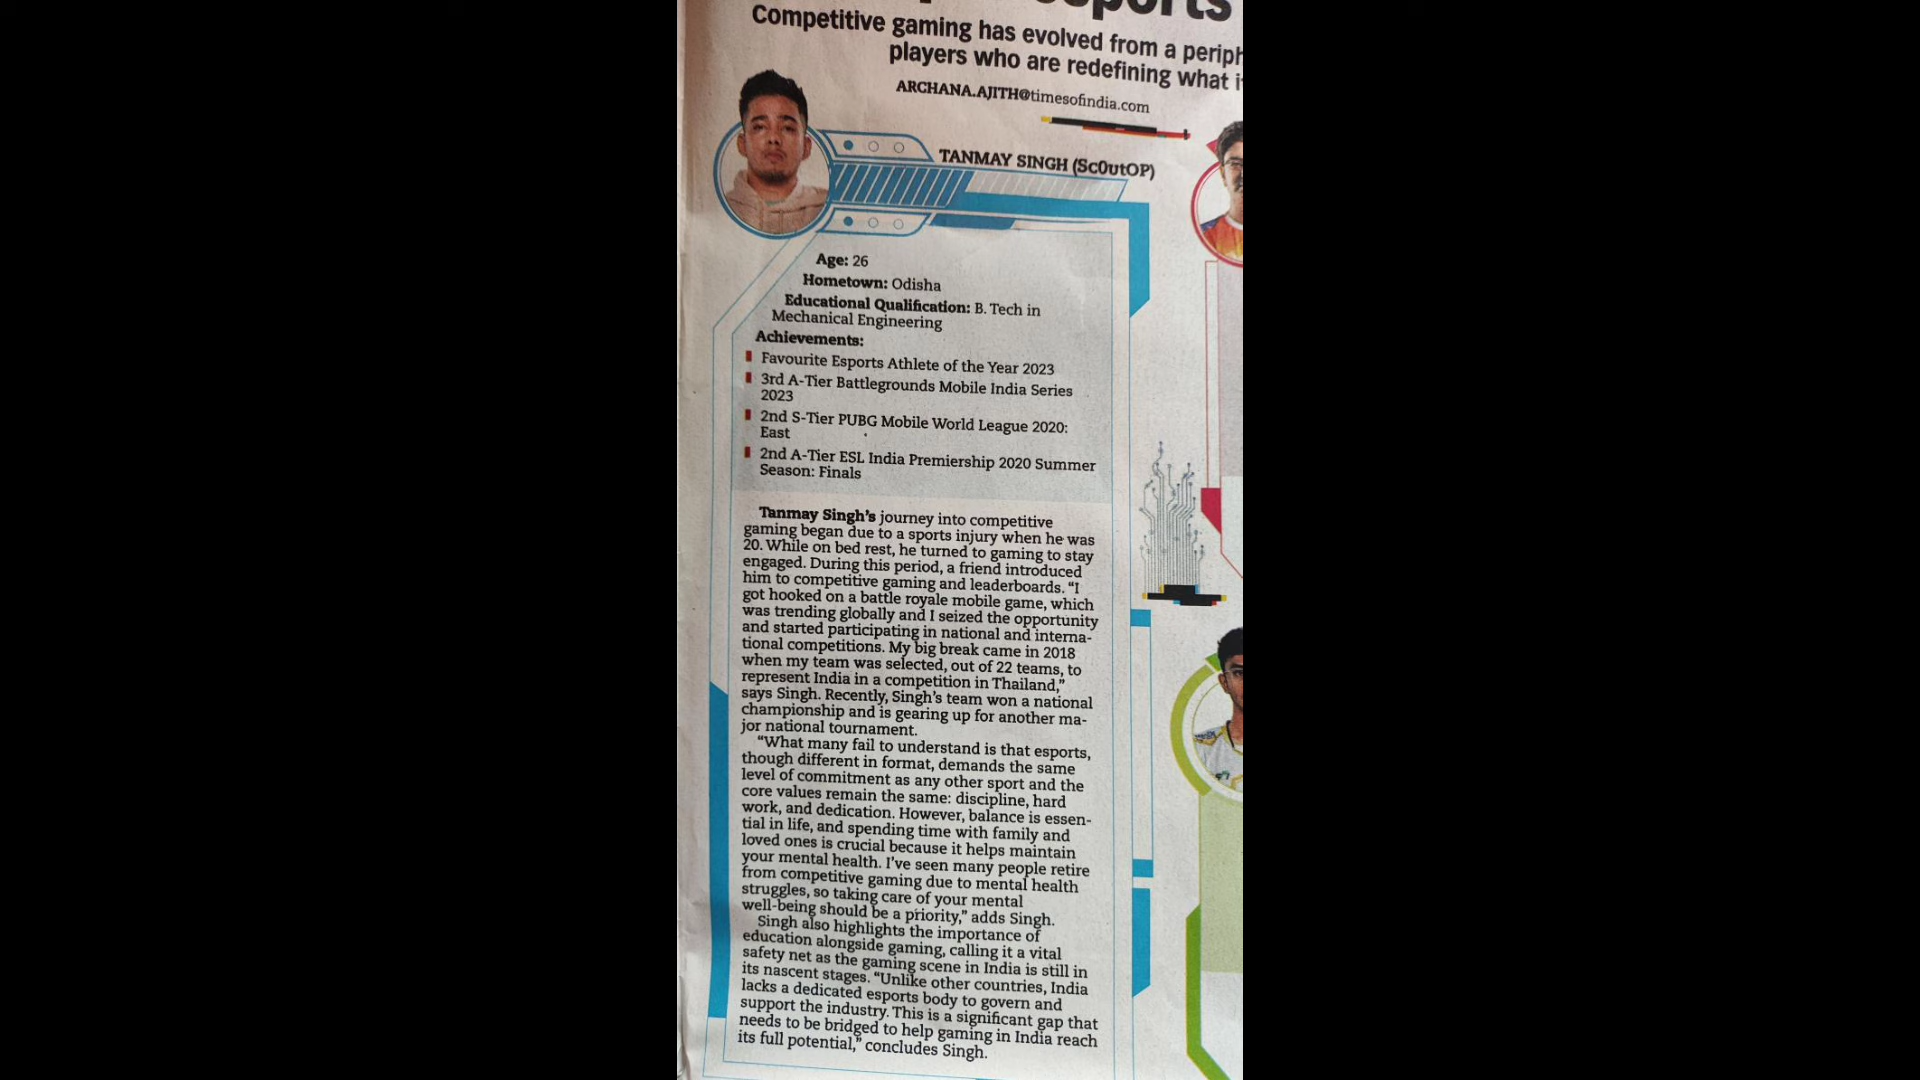 Competitive gaming has evolved from a periph
players who are redefining what i
ARCHANA.AJITH@timesofindia.com
TANMAY SINGH (Sc0utOP)
Age: 26
Hometown: Odisha
Educational Qualification: B. Tech in
Mechanical Engineering
Achievements:
Favourite Esports Athlete of the Year 2023
3rd A-Tier Battlegrounds Mobile India Series
2023
2nd S-Tier PUBG Mobile World League 2020:
East
2nd A-Tier ESL India Premiership 2020 Summer
Season: Finals
Tanmay Singh's journey into competitive
gaming began due to a sports injury when he was
20. While on bed rest, he turned to gaming to stay
engaged. During this period, a friend introduced
him to competitive gaming and leaderboards. “I
got hooked on a battle royale mobile game, which
was trending globally and I seized the opportunity
and started participating in national and interna-
tional competitions. My big break came in 2018
when my team was selected, out of 22 teams, to
represent India in a competition in Thailand,”
says Singh. Recently, Singh's team won a national
championship and is gearing up for another ma-
jor national tournament.
“What many fail to understand is that esports,
though different in format, demands the same
level of commitment as any other sport and the
core values remain the same: discipline, hard
work, and dedication. However, balance is essen-
tial in life, and spending time with family and
loved ones is crucial because it helps maintain
your mental health. I've seen many people retire
from competitive gaming due to mental health
struggles, so taking care of your mental
well-being should be a priority,” adds Singh.
Singh also highlights the importance of
education alongside gaming, calling it a vital
safety net as the gaming scene in India is still in
its nascent stages. “Unlike other countries, India
lacks a dedicated esports body to govern and
support the industry. This is a significant gap that
needs to be bridged to help gaming in India reach
its full potential,” concludes Singh.